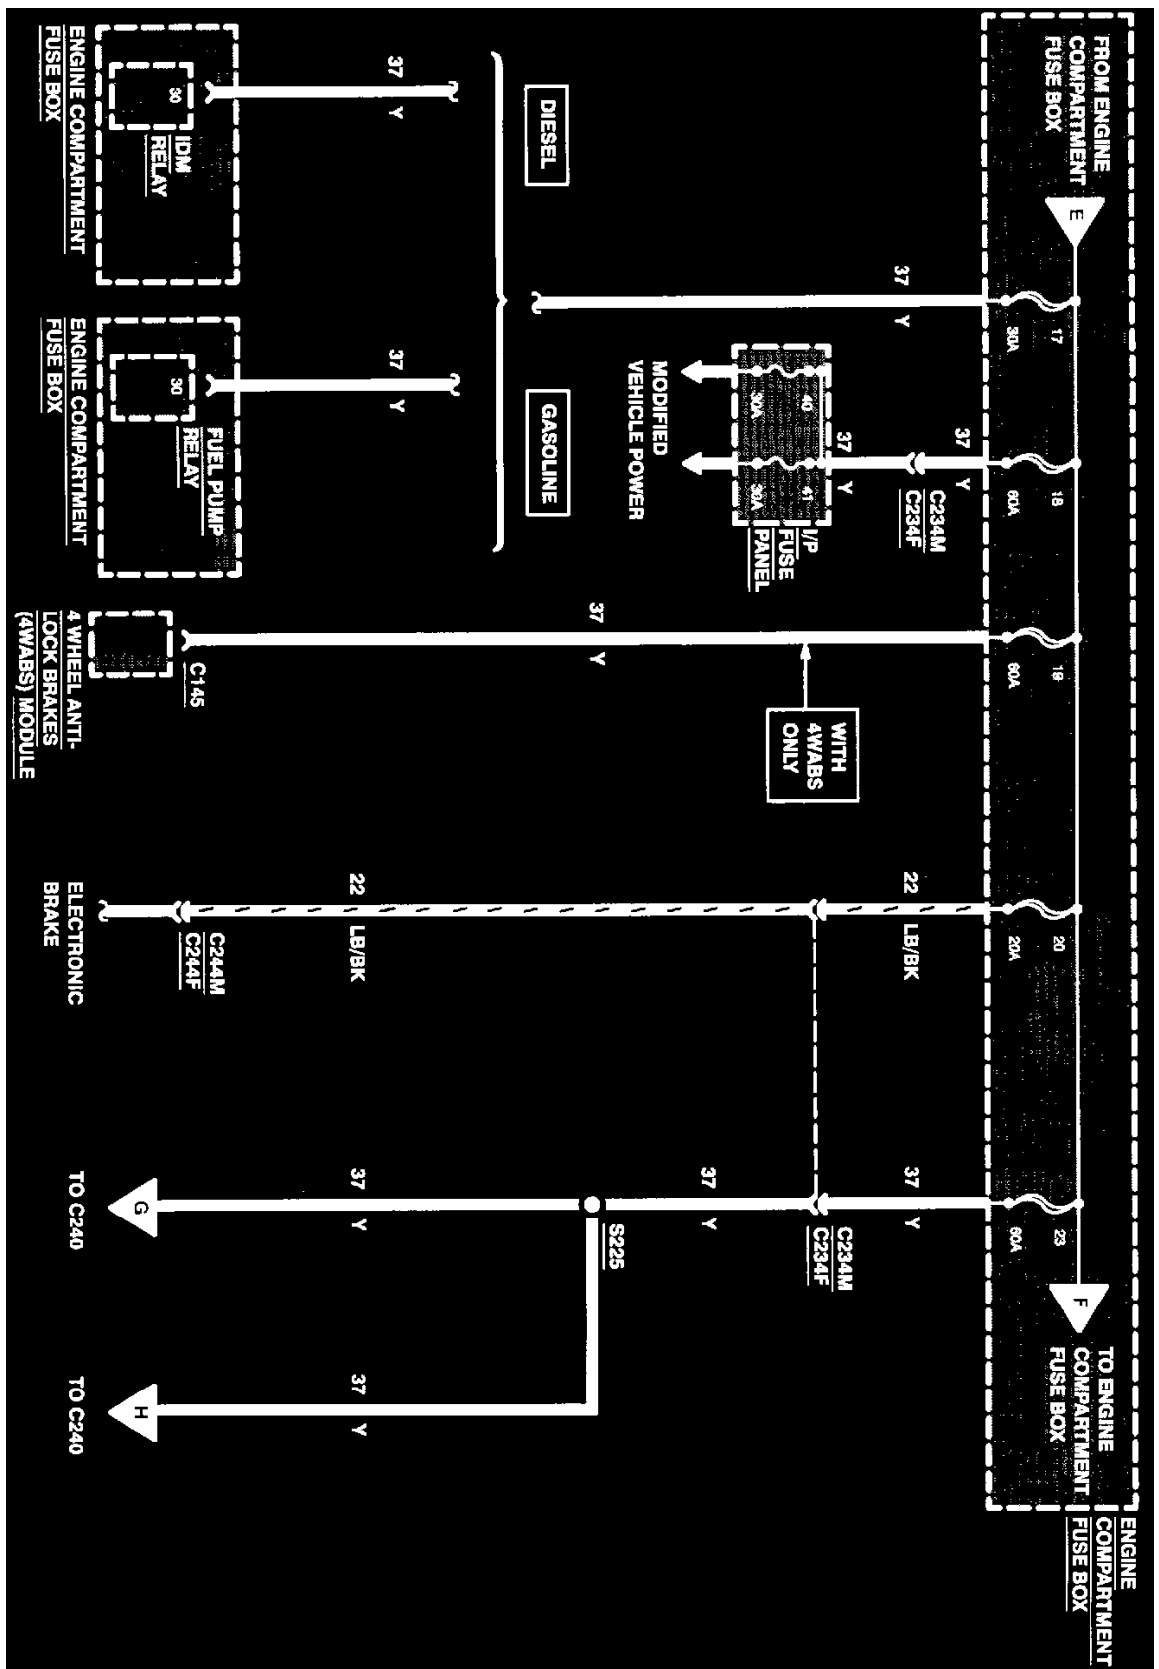 FROM ENGINE
COMPARTMENT
FUSE BOX
E
17
30A
18
60A
19
60A
20
20A
23
60A
F
TO ENGINE
COMPARTMENT
FUSE BOX
ENGINE
COMPARTMENT
FUSE BOX
37
Y
37
Y
C234M
C234F
37
Y
I/P
FUSE
PANEL
40
30A
41
30A
MODIFIED
VEHICLE POWER
WITH
4WABS
ONLY
22
LB/BK
37
Y
C234M
C234F
DIESEL
GASOLINE
37
Y
37
Y
S225
37
Y
37
Y
22
LB/BK
37
Y
37
Y
30
IDM
RELAY
ENGINE COMPARTMENT
FUSE BOX
30
FUEL PUMP
RELAY
ENGINE COMPARTMENT
FUSE BOX
C145
4 WHEEL ANTI-
LOCK BRAKES
(4WABS) MODULE
C244M
C244F
ELECTRONIC
BRAKE
G
TO C240
H
TO C240